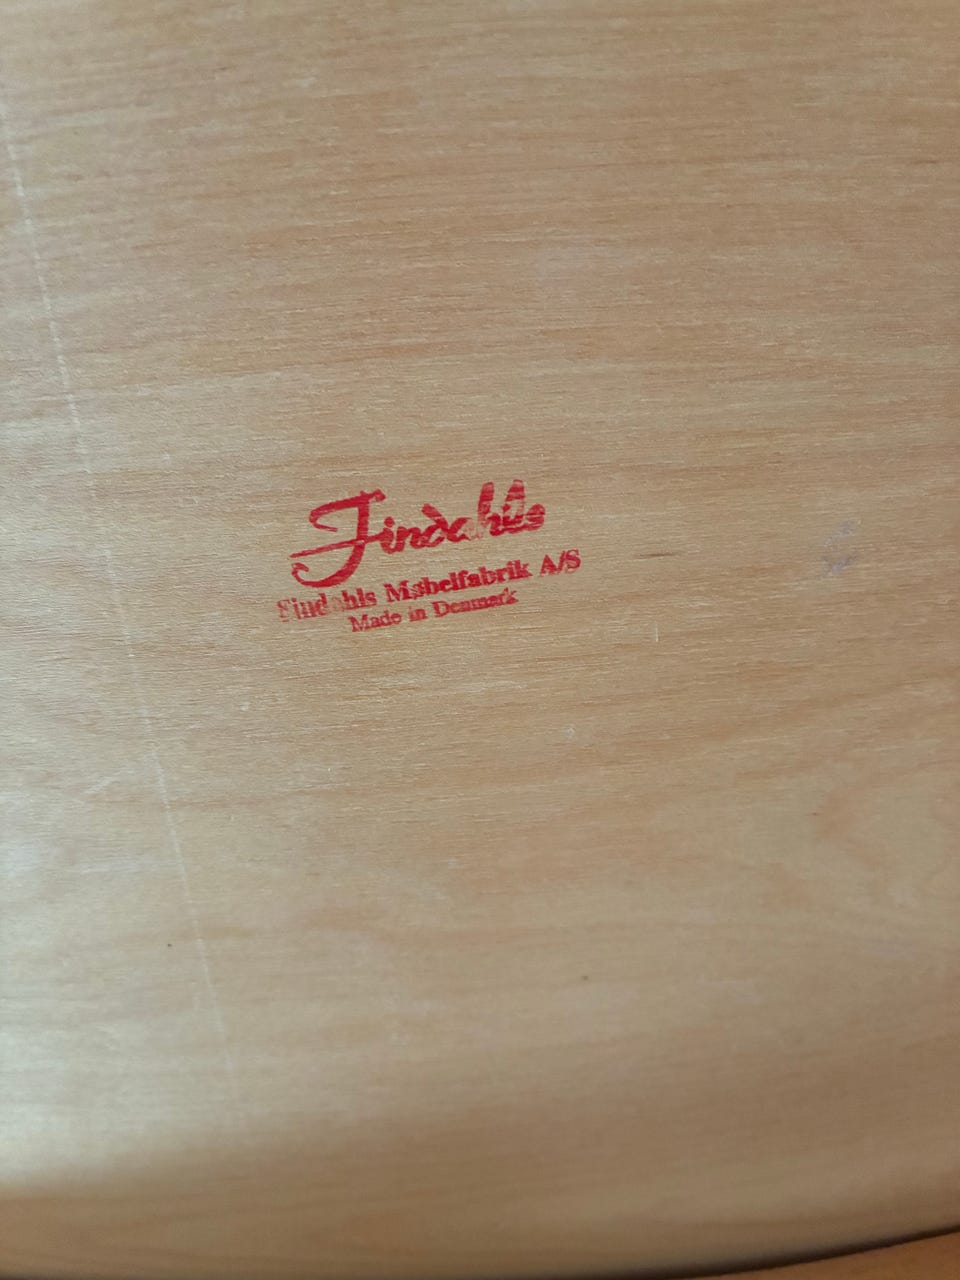 Findahls
Findahls Møbelfabrik A/S
Made in Denmark